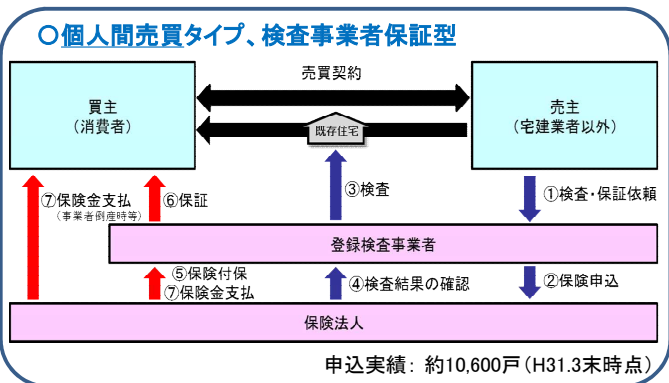 〇個人間売買タイプ、検査事業者保証型
売買契約
買主
(消費者)
既存住宅
売主
(宅建業者以外)
⑦保険金支払
(事業者倒産時等)
⑥保証
③検査
①検査・保証依頼
登録検査事業者
⑤保険付保
⑦保険金支払
④検査結果の確認
②保険申込
保険法人
申込実績: 約10,600戸(H31.3末時点)